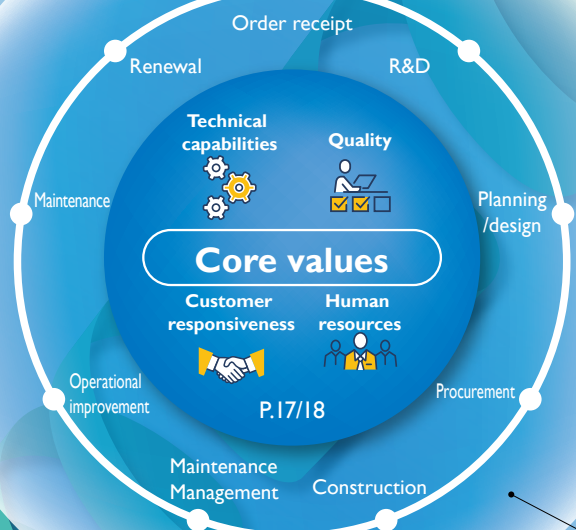 Order receipt
Renewal
R&D
Technical
capabilities
Quality
Maintenance
Planning
/design
Core values
Customer
responsiveness
Human
resources
Operational
improvement
Procurement
P.17/18
Maintenance
Management
Construction